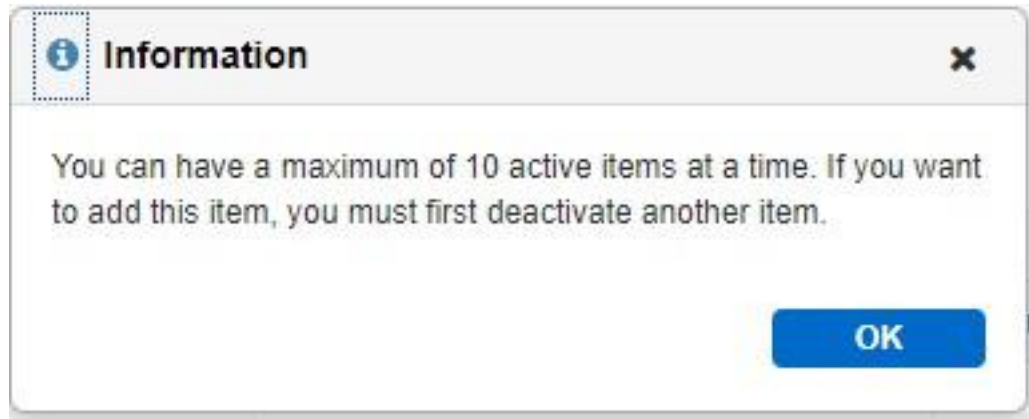 Information
You can have a maximum of 10 active items at a time. If you want
to add this item, you must first deactivate another item.
OK